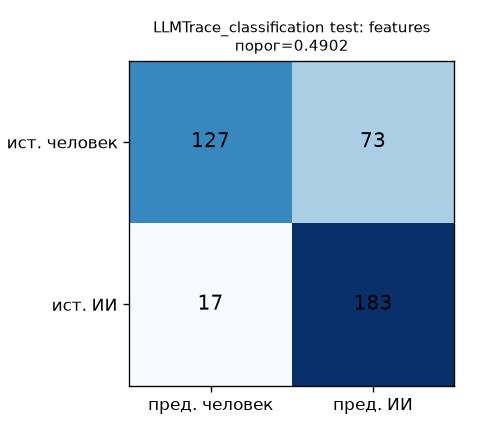 LLMTrace_classification test: features
порог=0.4902
ист. человек
127
73
ист. ИИ
17
183
пред. человек
пред. ИИ